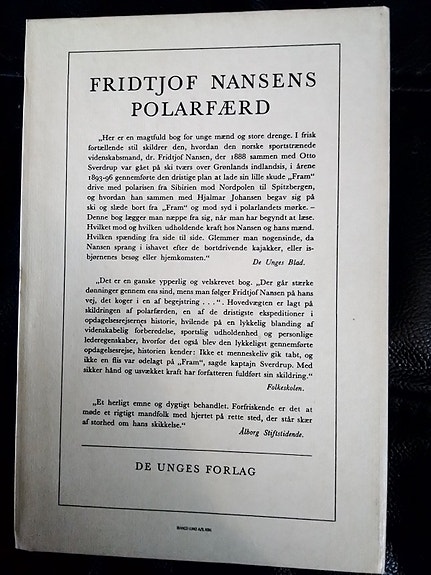 FRIDTJOF NANSENS
POLARFÆRD
„Her er en magtfuld bog for unge mænd og store drenge. I frisk
fortællende stil skildrer den, hvordan den norske sportstrænede
videnskabsmand, dr. Fridtjof Nansen, der 1888 sammen med Otto
Sverdrup var gået på ski tværs over Grønlands indlandsis, i årene
1893-96 gennemførte den dristige plan at lade sin lille skude „Fram“
drive med polarisen fra Sibirien mod Nordpolen til Spitzbergen,
og hvordan han sammen med Hjalmar Johansen begav sig på
ski og slæde bort fra „Fram“ og mod syd i polarlandets mørke. –
Denne bog lægger man næppe fra sig, når man har begyndt at læse.
Hvilket mod og hvilken udholdende kraft hos Nansen og hans mænd.
Hvilken spænding fra side til side. Glemmer man nogensinde, da
Nansen sprang i ishavet efter de bortdrivende kajakker, eller is-
bjørnenes besøg eller hjemkomsten.“
De Unges Blad.
„Det er en ganske ypperlig og velskrevet bog. „Der går stærke
dønninger gennem ens sind, mens man følger Fridtjof Nansen på hans
vej, det koger i en af begejstring . . .“. Hovedvægten er lagt på
skildringen af polarfærden, en af de dristigste ekspeditioner i
opdagelsesrejsernes historie, hvilende på en lykkelig blanding af
videnskabelig forberedelse, sportslig udholdenhed og personlige
lederegenskaber, hvorfor det også blev den lykkeligst gennemførte
opdagelsesrejse, historien kender: Ikke et menneskeliv gik tabt, og
ikke en flis var ødelagt på „Fram“, sagde kaptajn Sverdrup. Med
sikker hånd og usvækket kraft har forfatteren fuldført sin skildring.“
Folkeskolen.
„Et herligt emne og dygtigt behandlet. Forfriskende er det at
møde et rigtigt mandfolk med hjertet på rette sted, der står skær
af storhed om hans skikkelse.“
Ålborg Stiftstidende.
DE UNGES FORLAG